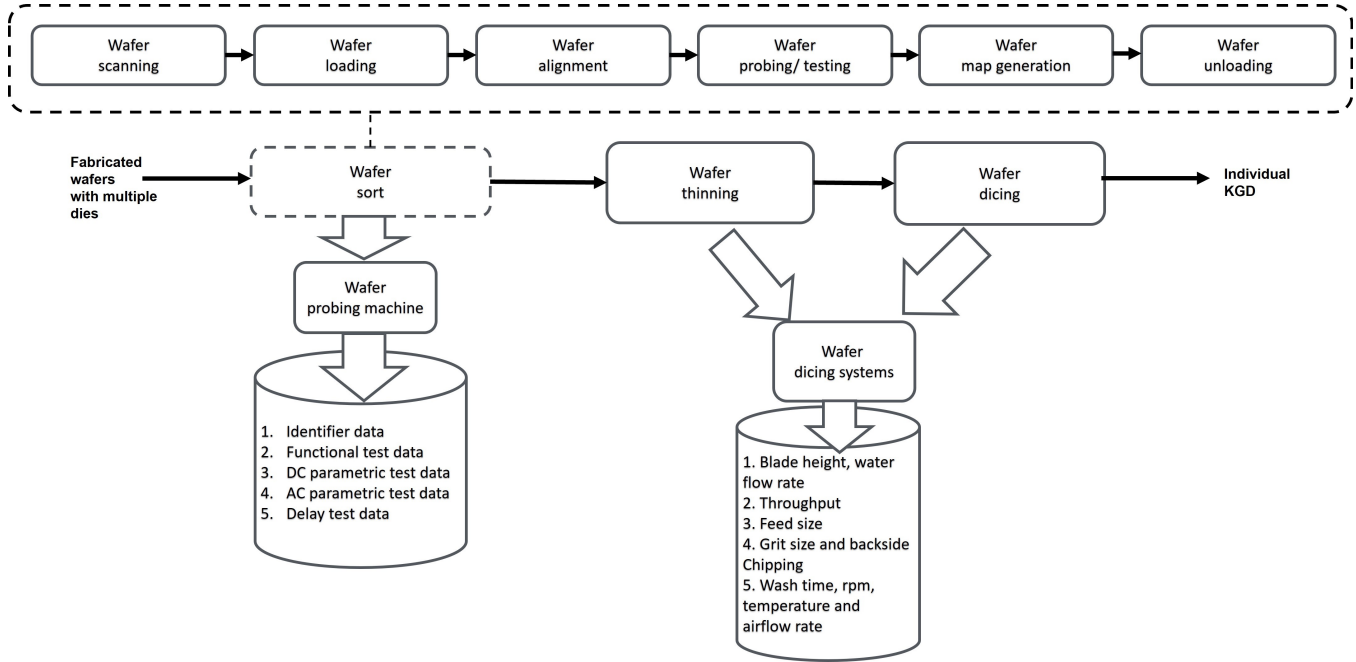 Wafer
scanning
Wafer
loading
Wafer
alignment
Wafer
probing/ testing
Wafer
map generation
Wafer
unloading
Fabricated
wafers
with multiple
dies
Wafer
sort
Wafer
thinning
Wafer
dicing
Individual
KGD
Wafer
probing machine
Wafer
dicing systems
1. Identifier data
2. Functional test data
3. DC parametric test data
4. AC parametric test data
5. Delay test data
1. Blade height, water
flow rate
2. Throughput
3. Feed size
4. Grit size and backside
Chipping
5. Wash time, rpm,
temperature and
airflow rate